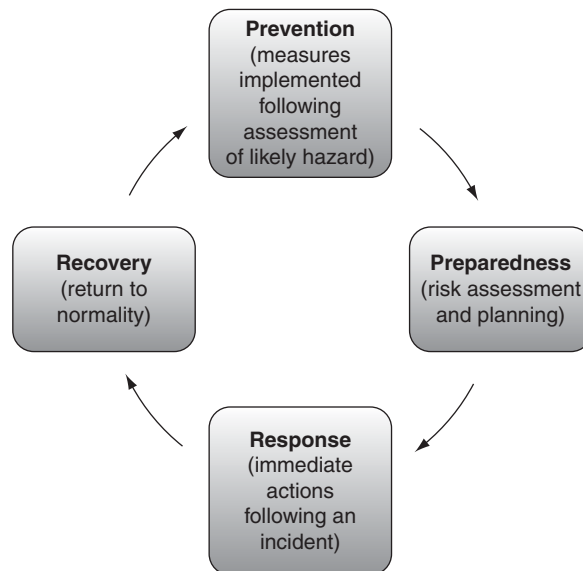 Prevention
(measures
implemented
following
assessment
of likely hazard)
Recovery
(return to
normality)
Preparedness
(risk assessment
and planning)
Response
(immediate
actions
following an
incident)